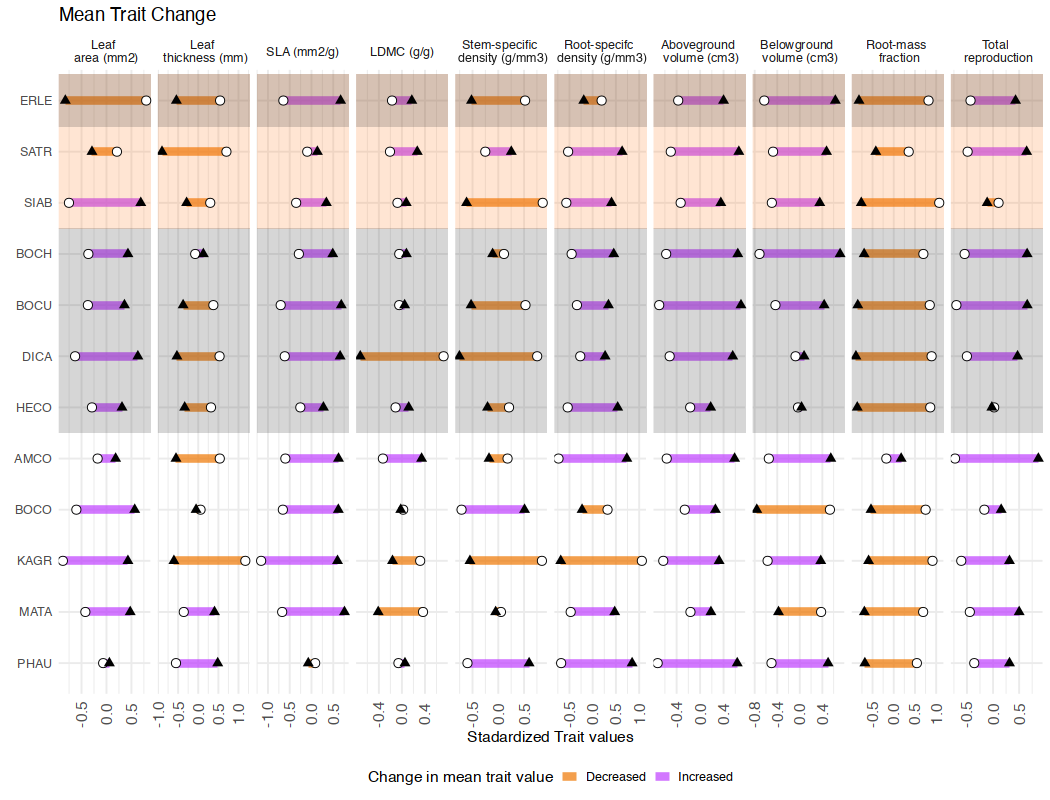 Mean Trait Change
Leaf
area (mm2)
Leaf
thickness (mm)
SLA (mm2/g)
LDMC (g/g)
Stem-specific
density (g/mm3)
Root-specifc
density (g/mm3)
Aboveground
volume (cm3)
Belowground
volume (cm3)
Root-mass
fraction
Total
reproduction
ERLE
SATR
SIAB
BOCH
BOCU
DICA
HECO
AMCO
BOCO
KAGR
MATA
PHAU
-0.5 0.0 0.5
-1.0 -0.5 0.0 0.5 1.0
-1.0 -0.5 0.0 0.5
-0.4 0.0 0.4
-0.5 0.0 0.5
-0.5 0.0 0.5 1.0
-0.4 0.0 0.4
-0.8 -0.4 0.0 0.4
-0.5 0.0 0.5 1.0
-0.5 0.0 0.5
Stadardized Trait values
Change in mean trait value Decreased Increased